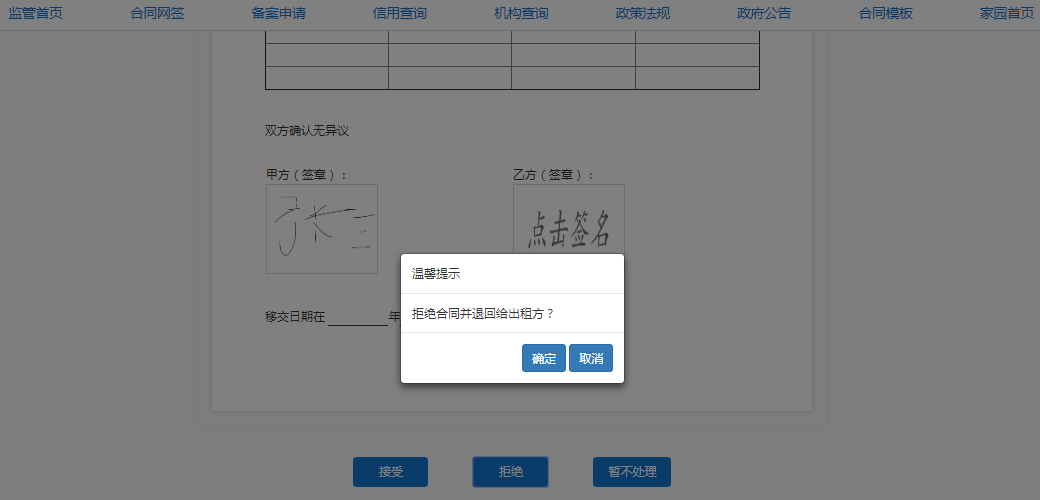 监管首页 合同网签 备案申请 信用查询 机构查询 政策法规 政府公告 合同模板 家园首页
双方确认无异议
甲方（签章）： 乙方（签章）：
张三 点击签名
温馨提示
拒绝合同并退回给出租方？
移交日期在 年
确定 取消
接受 拒绝 暂不处理